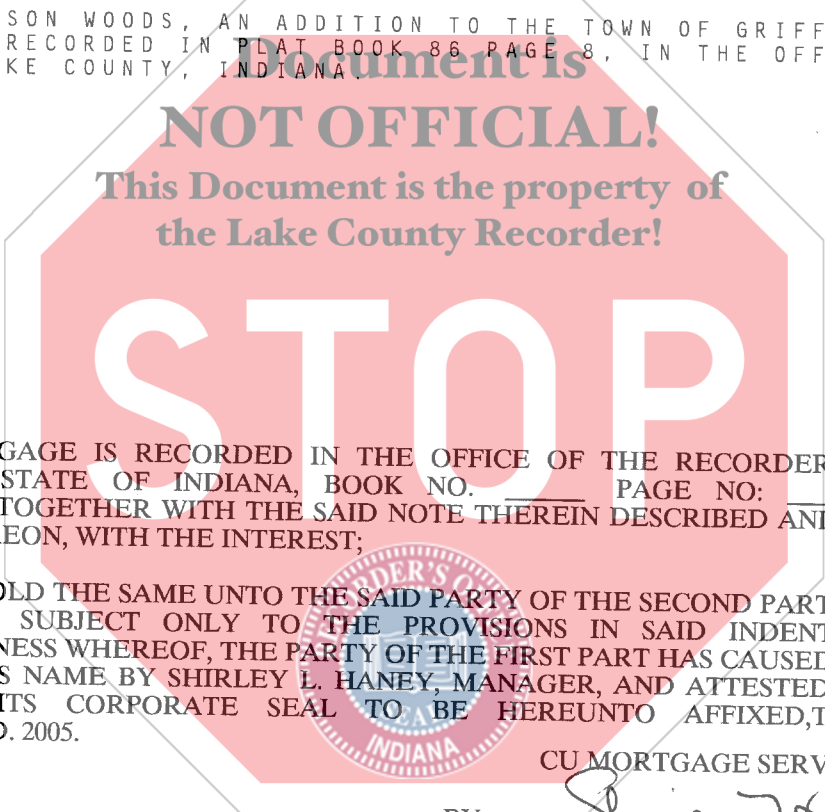 SON WOODS, AN ADDITION TO THE TOWN OF GRIFF
RECORDED IN PLAT BOOK 86 PAGE 8, IN THE OFF
KE COUNTY, INDIANA.
Document is
NOT OFFICIAL!
This Document is the property of
the Lake County Recorder!
STOP
GAGE IS RECORDED IN THE OFFICE OF THE RECORDER
STATE OF INDIANA, BOOK NO. ______ PAGE NO: __
TOGETHER WITH THE SAID NOTE THEREIN DESCRIBED AND
EON, WITH THE INTEREST;
OLD THE SAME UNTO THE SAID PARTY OF THE SECOND PART
SUBJECT ONLY TO THE PROVISIONS IN SAID INDENT
NESS WHEREOF, THE PARTY OF THE FIRST PART HAS CAUSED
S NAME BY SHIRLEY L. HANEY, MANAGER, AND ATTESTED
ITS CORPORATE SEAL TO BE HEREUNTO AFFIXED,T
D. 2005.
SEAL
INDIANA
CU MORTGAGE SERV